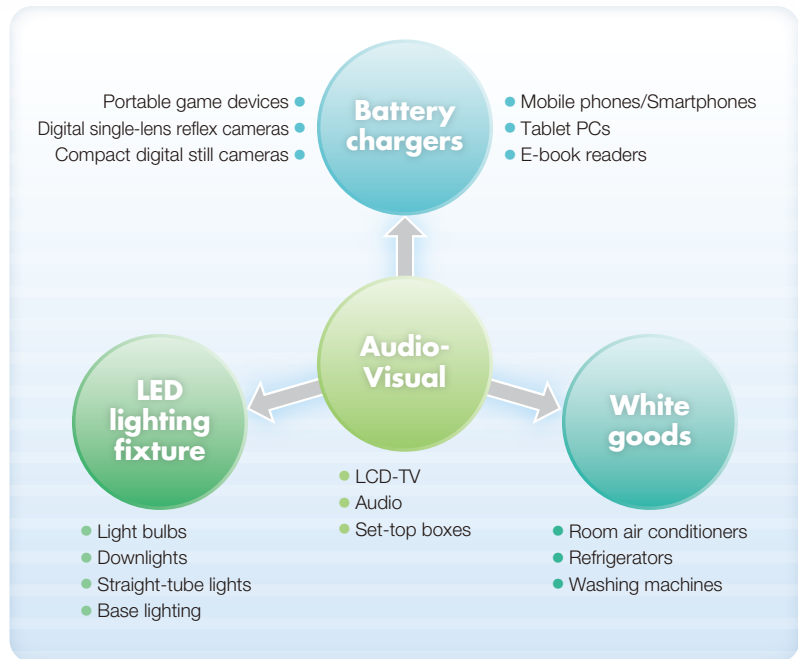 Battery
chargers
Portable game devices
Digital single-lens reflex cameras
Compact digital still cameras
Mobile phones/Smartphones
Tablet PCs
E-book readers
Audio-
Visual
LCD-TV
Audio
Set-top boxes
LED
lighting
fixture
Light bulbs
Downlights
Straight-tube lights
Base lighting
White
goods
Room air conditioners
Refrigerators
Washing machines